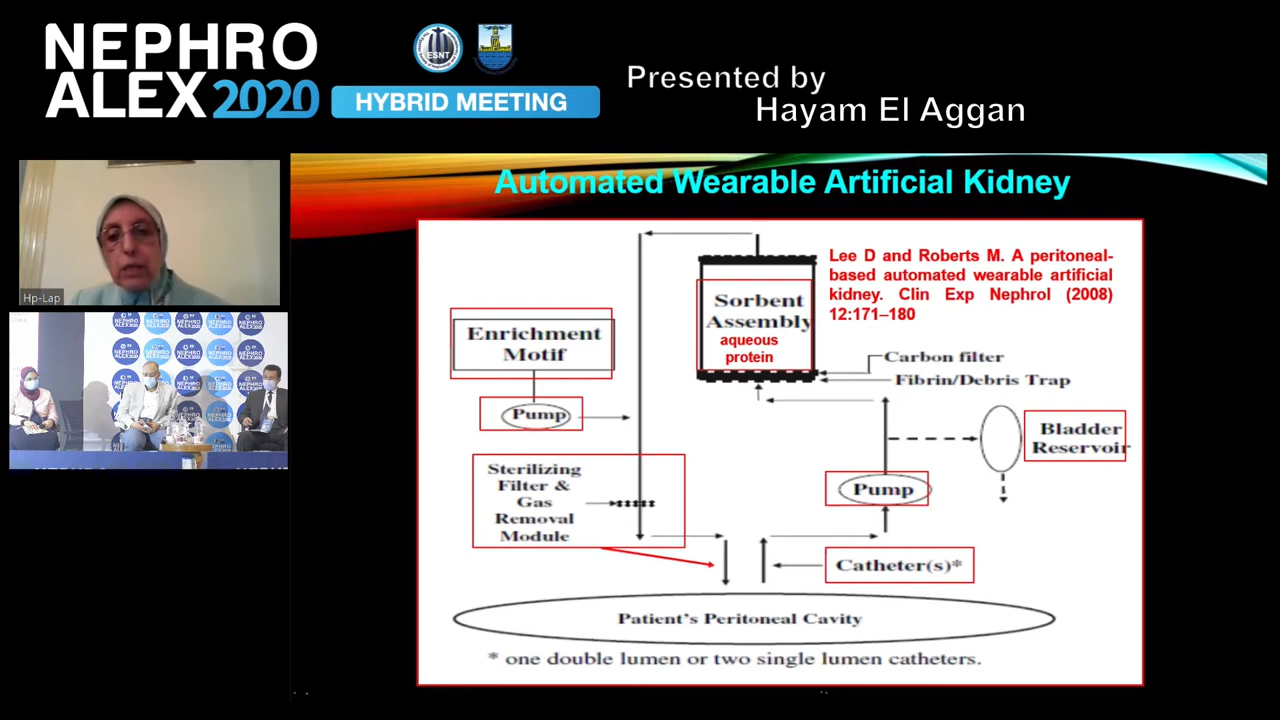 NEPHRO
ALEX 2020
ESNT
HYBRID MEETING
Presented by
Hayam El Aggan
Hp-Lap
Automated Wearable Artificial Kidney
Lee D and Roberts M. A peritoneal-
based automated wearable artificial
kidney. Clin Exp Nephrol (2008)
12:171–180
Sorbent
Assembly
aqueous
protein
Enrichment
Motif
Carbon filter
Fibrin/Debris Trap
Pump
Bladder
Reservoir
Sterilizing
Filter &
Gas
Removal
Module
Pump
Catheter(s)*
Patient's Peritoneal Cavity
* one double lumen or two single lumen catheters.